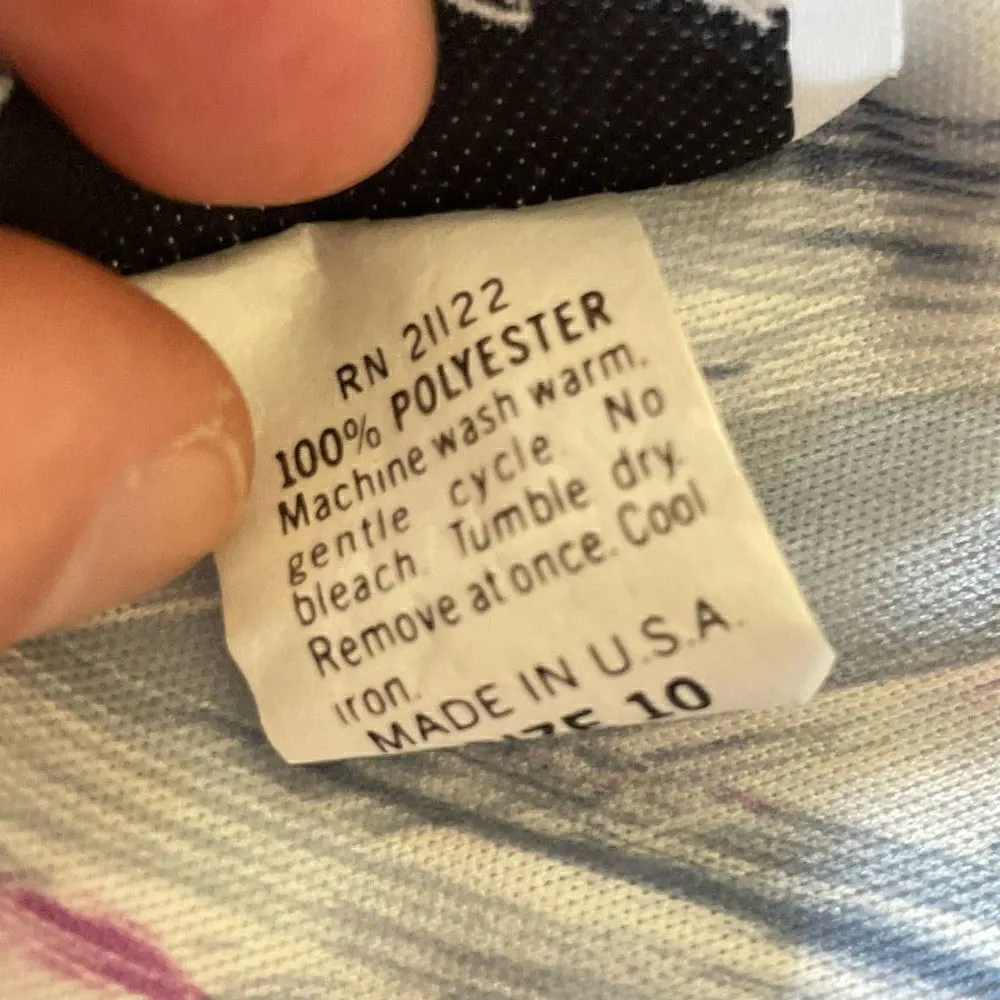 RN 21122
100% POLYESTER
Machine wash warm.
gentle cycle No
bleach. Tumble dry.
Remove at once. Cool
iron.
MADE IN U.S.A.
SIZE 10